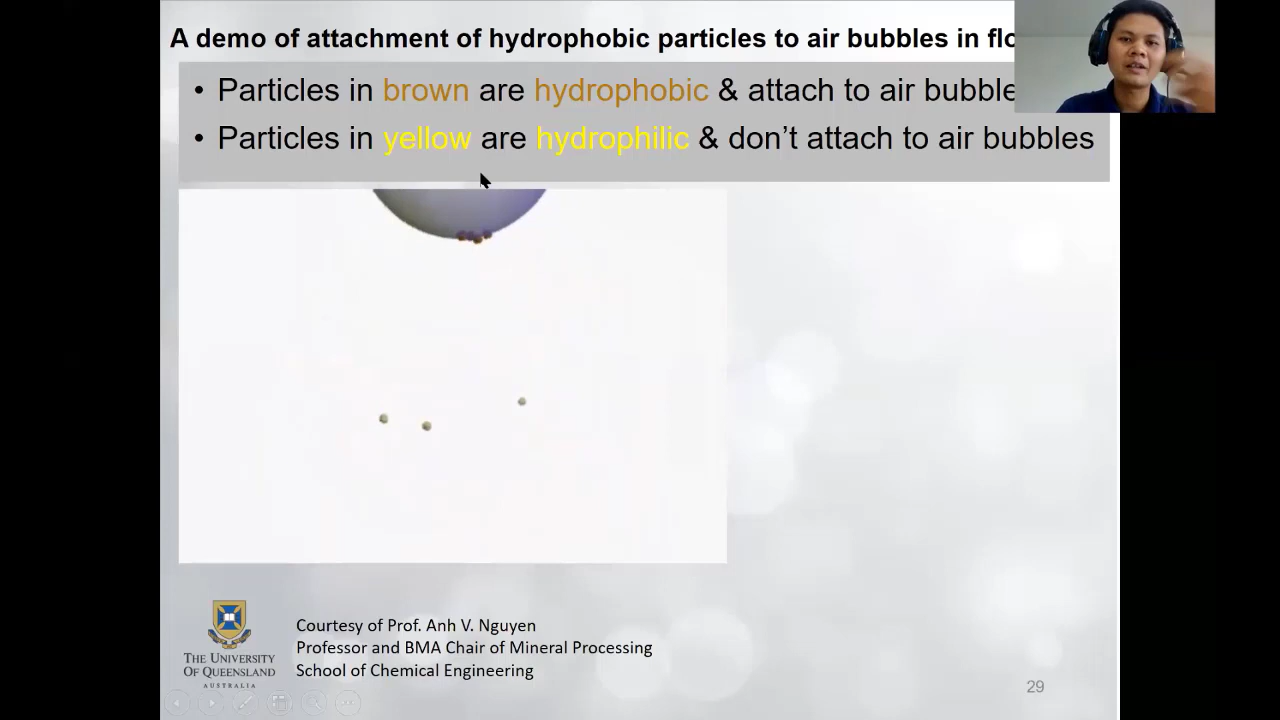 A demo of attachment of hydrophobic particles to air bubbles in flo
• Particles in brown are hydrophobic & attach to air bubble
• Particles in yellow are hydrophilic & don’t attach to air bubbles
THE UNIVERSITY
OF QUEENSLAND
AUSTRALIA
Courtesy of Prof. Anh V. Nguyen
Professor and BMA Chair of Mineral Processing
School of Chemical Engineering
29